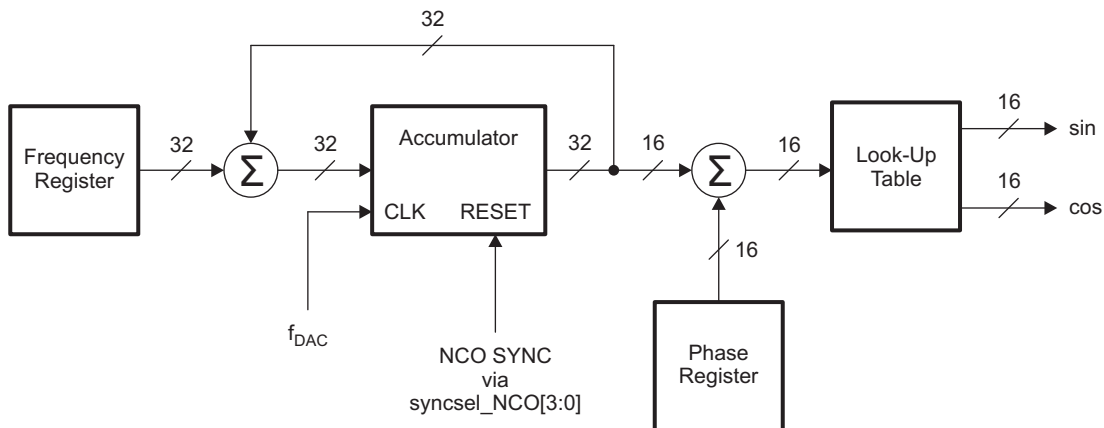 32
Frequency
Register
32
Σ
32
Accumulator
CLK
RESET
32
16
Σ
16
Look-Up
Table
16
sin
16
cos
16
f_DAC
NCO SYNC
via
syncsel_NCO[3:0]
Phase
Register